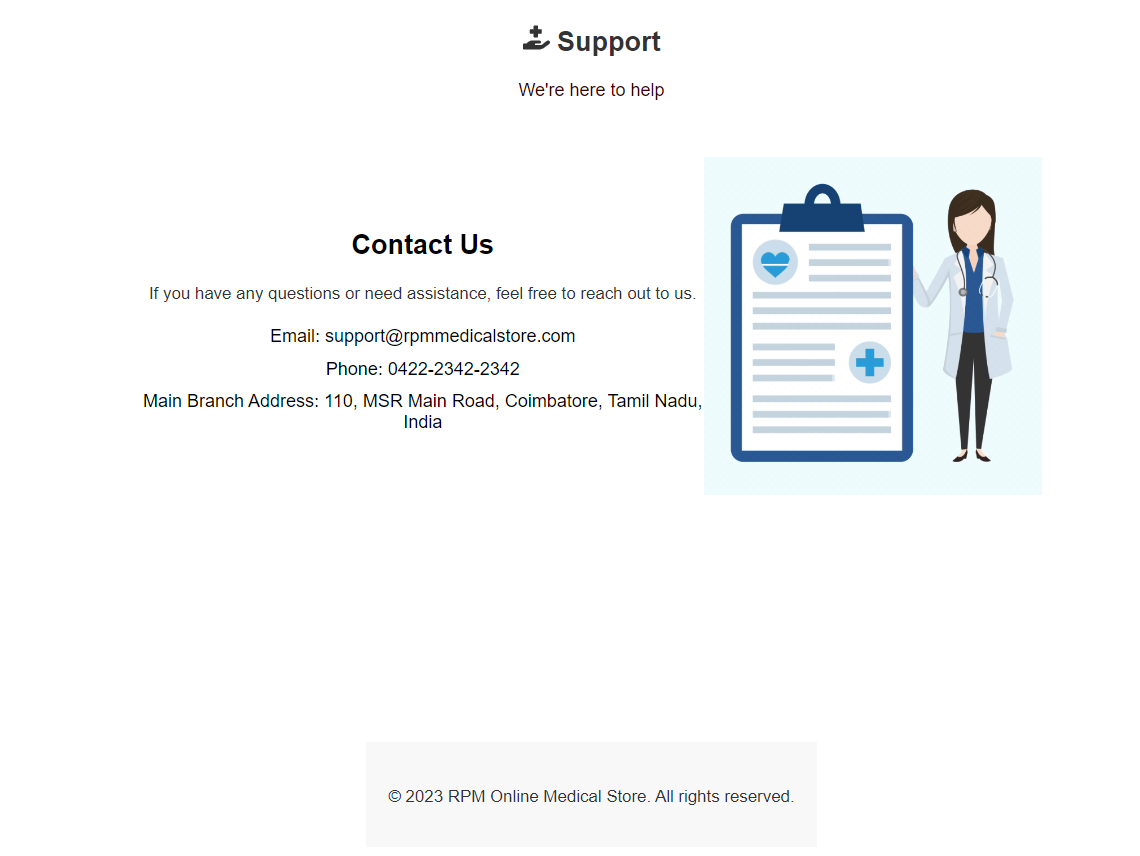 Support
We're here to help
Contact Us
If you have any questions or need assistance, feel free to reach out to us.
Email: support@rpmmedicalstore.com
Phone: 0422-2342-2342
Main Branch Address: 110, MSR Main Road, Coimbatore, Tamil Nadu,
India
© 2023 RPM Online Medical Store. All rights reserved.